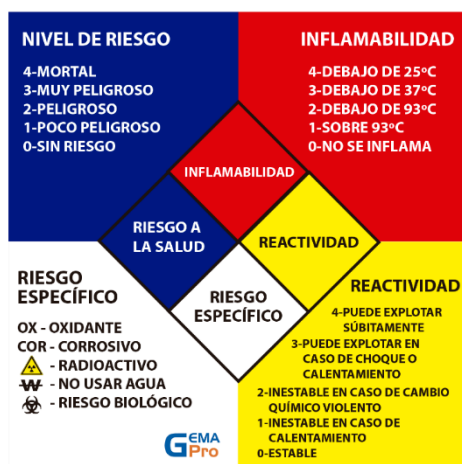 NIVEL DE RIESGO
4-MORTAL
3-MUY PELIGROSO
2-PELIGROSO
1-POCO PELIGROSO
0-SIN RIESGO
INFLAMABILIDAD
4-DEBAJO DE 25ºC
3-DEBAJO DE 37ºC
2-DEBAJO DE 93ºC
1-SOBRE 93ºC
0-NO SE INFLAMA
INFLAMABILIDAD
RIESGO A
LA SALUD
REACTIVIDAD
RIESGO
ESPECÍFICO
RIESGO
ESPECÍFICO
OX - OXIDANTE
COR - CORROSIVO
- RADIOACTIVO
W - NO USAR AGUA
- RIESGO BIOLÓGICO
REACTIVIDAD
4-PUEDE EXPLOTAR
SÚBITAMENTE
3-PUEDE EXPLOTAR EN
CASO DE CHOQUE O
CALENTAMIENTO
2-INESTABLE EN CASO DE CAMBIO
QUÍMICO VIOLENTO
1-INESTABLE EN CASO DE
CALENTAMIENTO
0-ESTABLE
GEMA
Pro